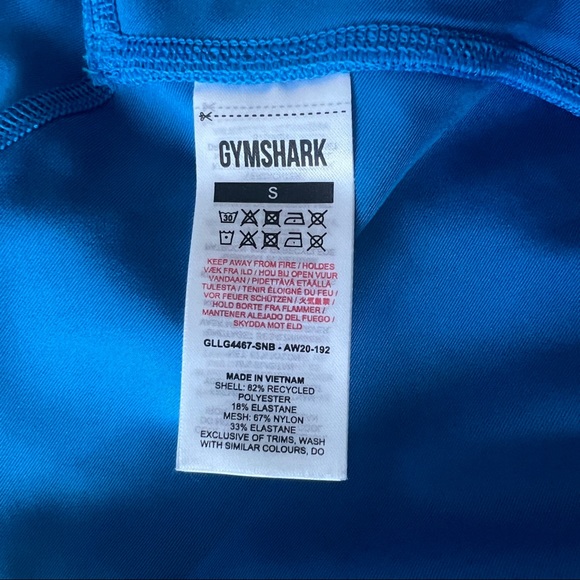 GYMSHARK
S
30
KEEP AWAY FROM FIRE / HOLDES
VÆK FRA ILD / HOU BIJ OPEN VUUR
VANDAAN / PIDETTÄVÄ ETÄÄLLÄ
TULESTA / TENIR ÉLOIGNÉ DU FEU /
VOR FEUER SCHÜTZEN / 火気厳禁 /
HOLD BORTE FRA FLAMMER /
MANTENER ALEJADO DEL FUEGO /
SKYDDA MOT ELD
GLLG4467-SNB - AW20-192
MADE IN VIETNAM
SHELL: 82% RECYCLED
POLYESTER
18% ELASTANE
MESH: 67% NYLON
33% ELASTANE
EXCLUSIVE OF TRIMS, WASH
WITH SIMILAR COLOURS, DO